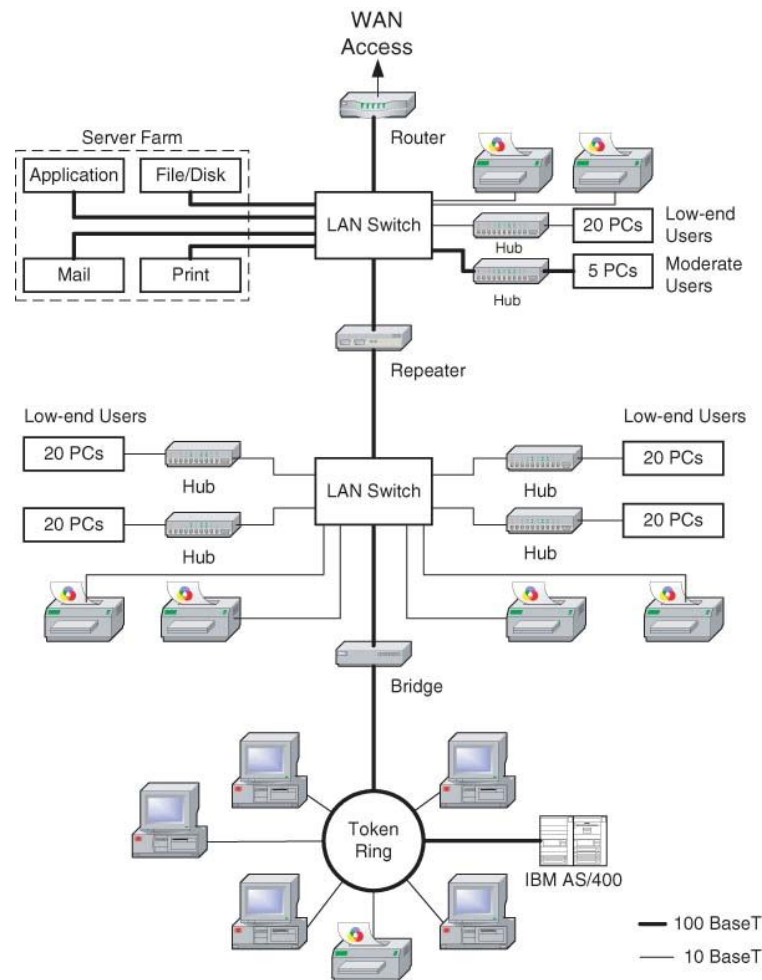 WAN
Access
Router
Server Farm
Application
File/Disk
Mail
Print
LAN Switch
Hub
20 PCs
Low-end
Users
Hub
5 PCs
Moderate
Users
Repeater
Low-end Users
20 PCs
Hub
20 PCs
Hub
LAN Switch
Low-end Users
Hub
20 PCs
Hub
20 PCs
Bridge
Token
Ring
IBM AS/400
100 BaseT
10 BaseT